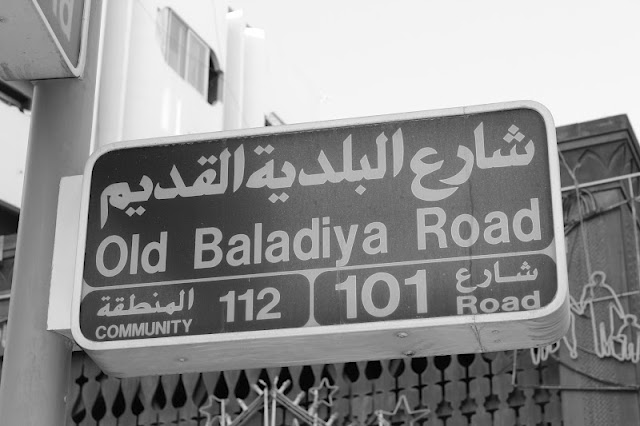 شارع البلدية القديم
Old Baladiya Road
المنطقة
COMMUNITY
112
101
شارع
Road